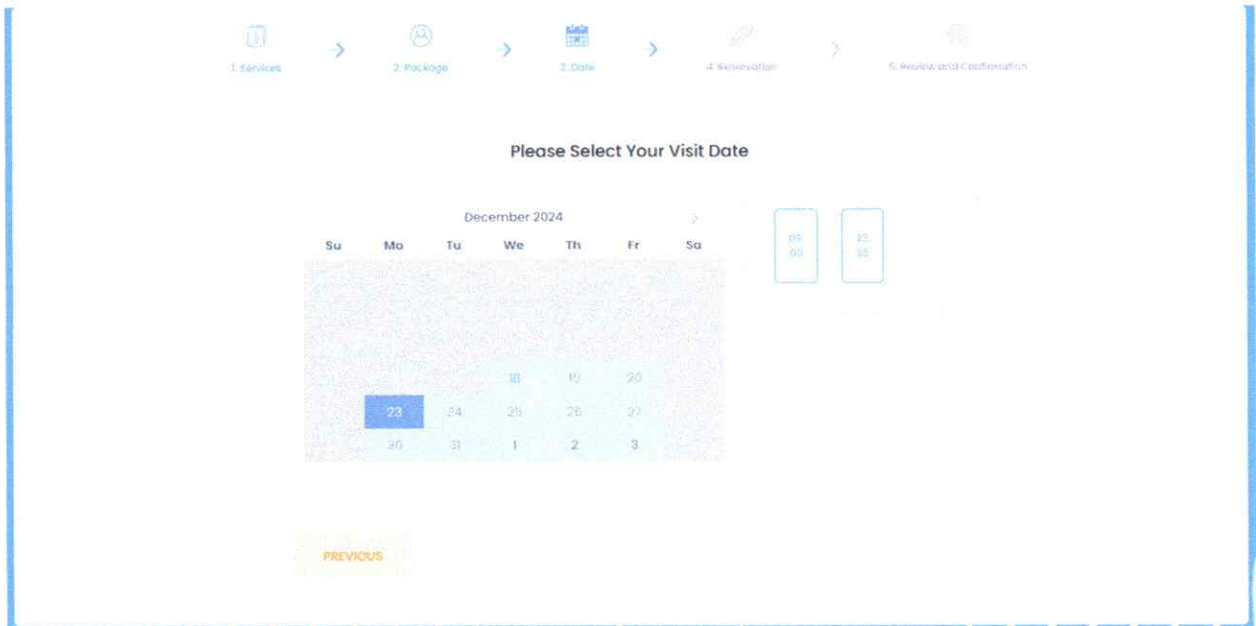 1. Services
2. Package
3. Date
4. Reservation
5. Review and Confirmation
Please Select Your Visit Date
December 2024
Su Mo Tu We Th Fr Sa
18 19 20
23 24 25 26 27
30 31 1 2 3
09
00
PREVIOUS